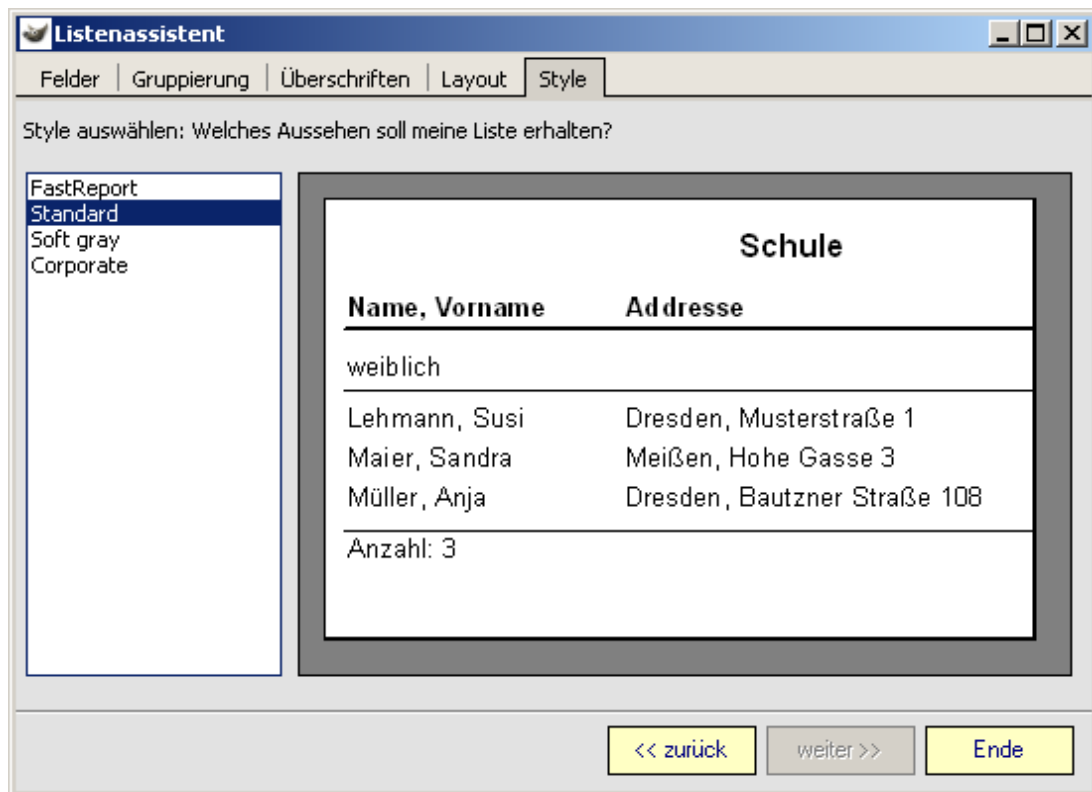 Listenassistent
Felder Gruppierung Überschriften Layout Style
Style auswählen: Welches Aussehen soll meine Liste erhalten?
FastReport
Standard
Soft gray
Corporate
Schule
Name, Vorname Addresse
weiblich
Lehmann, Susi Dresden, Musterstraße 1
Maier, Sandra Meißen, Hohe Gasse 3
Müller, Anja Dresden, Bautzner Straße 108
Anzahl: 3
<< zurück weiter >> Ende